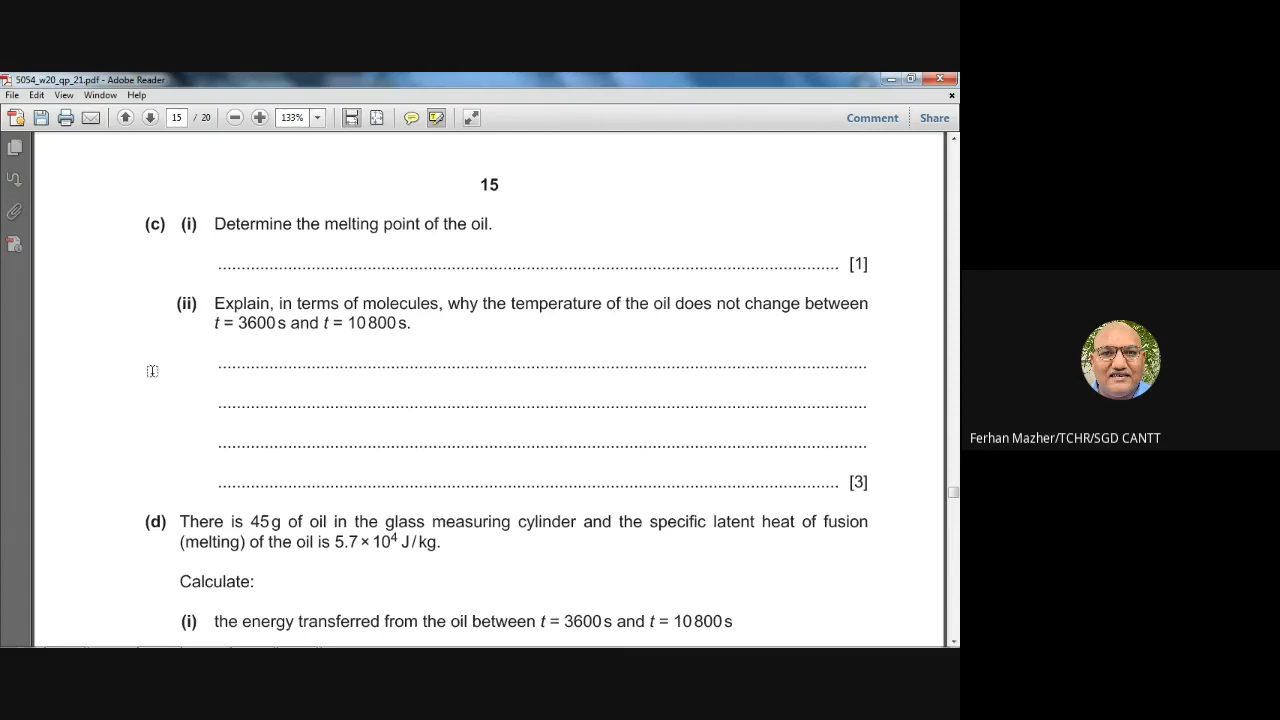 5054_w20_qp_21.pdf - Adobe Reader
File Edit View Window Help
15 / 20 133% Comment Share
15
(c) (i) Determine the melting point of the oil.
........................................................................................................................................ [1]
(ii) Explain, in terms of molecules, why the temperature of the oil does not change between
t = 3600 s and t = 10 800 s.
..............................................................................................................................................
..............................................................................................................................................
..............................................................................................................................................
........................................................................................................................................ [3]
(d) There is 45 g of oil in the glass measuring cylinder and the specific latent heat of fusion
(melting) of the oil is 5.7 × 10⁴ J / kg.
Calculate:
(i) the energy transferred from the oil between t = 3600 s and t = 10 800 s
Ferhan Mazher/TCHR/SGD CANTT